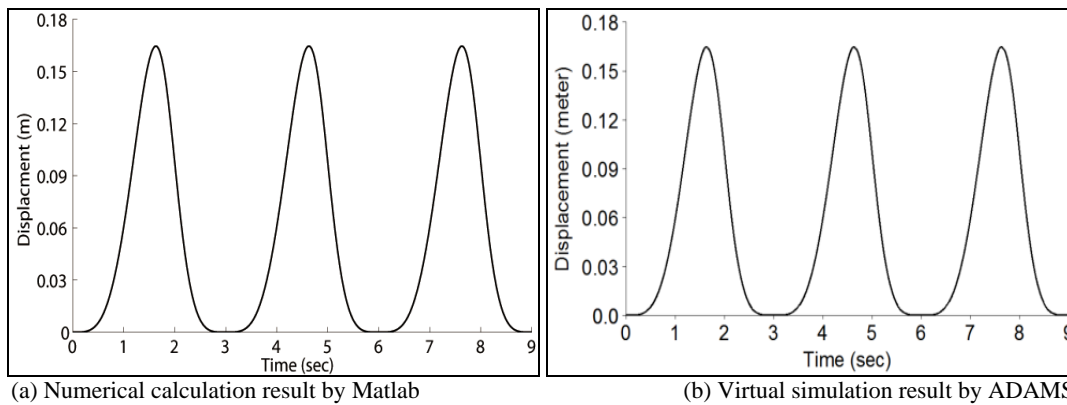 0.18
0.15
0.12
0.09
0.06
0.03
0
Displacment (m)
0 1 2 3 4 5 6 7 8 9
Time (sec)
0.18
0.15
0.12
0.09
0.06
0.03
0.0
Displacement (meter)
0 1 2 3 4 5 6 7 8 9
Time (sec)
(a) Numerical calculation result by Matlab
(b) Virtual simulation result by ADAMS